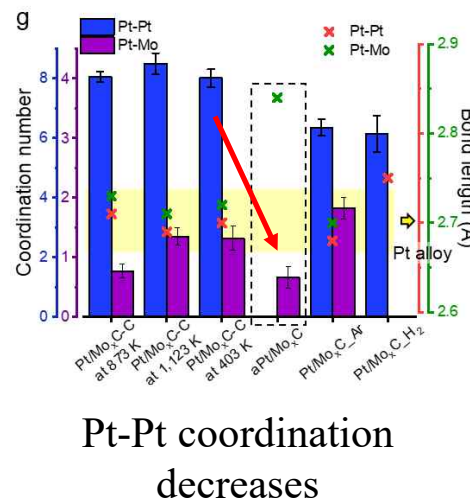 g
Pt-Pt
Pt-Mo
Pt-Pt
Pt-Mo
Coordination number
0
2
4
6
8
0
1
2
3
4
2.6
2.7
2.8
2.9
Bond length (Å)
Pt alloy
Pt/MoxC-C
at 873 K
Pt/MoxC-C
at 1,123 K
Pt/MoxC-C
at 403 K
aPt/MoxC
Pt/MoxC_Ar
Pt/MoxC_H2
Pt-Pt coordination
decreases